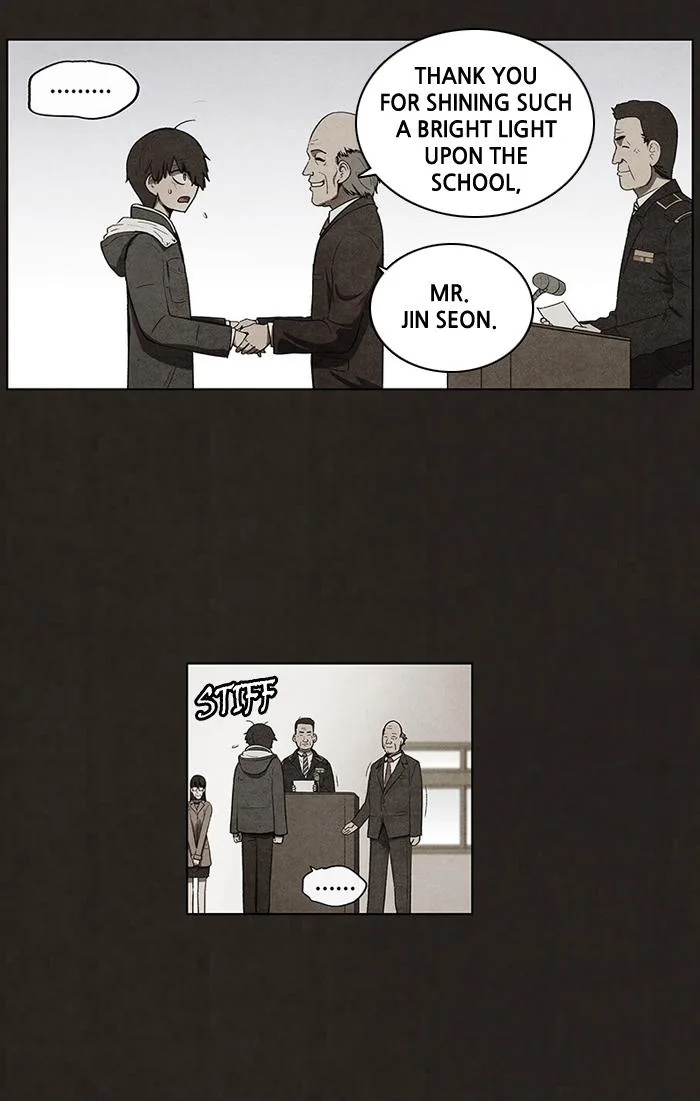 .........
THANK YOU
FOR SHINING SUCH
A BRIGHT LIGHT
UPON THE
SCHOOL,
MR.
JIN SEON.
STIFF
......